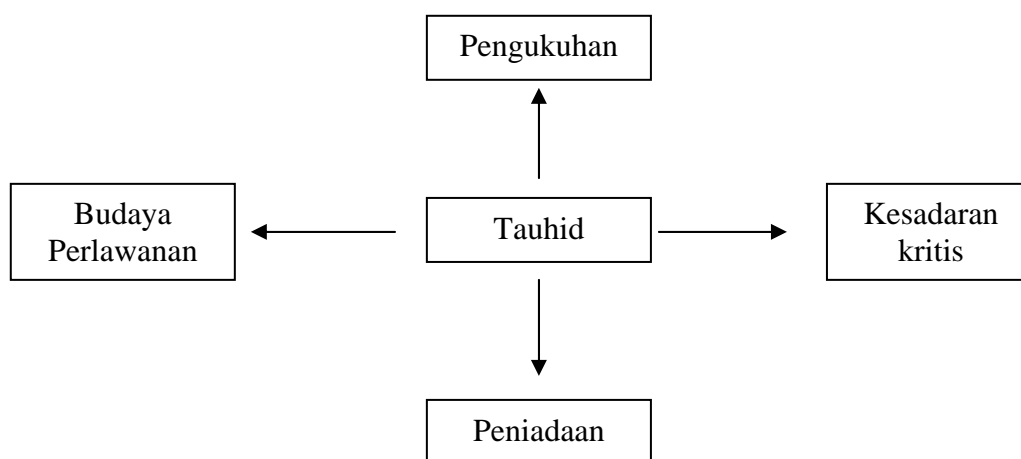 Pengukuhan
Budaya
Perlawanan
Tauhid
Kesadaran
kritis
Peniadaan